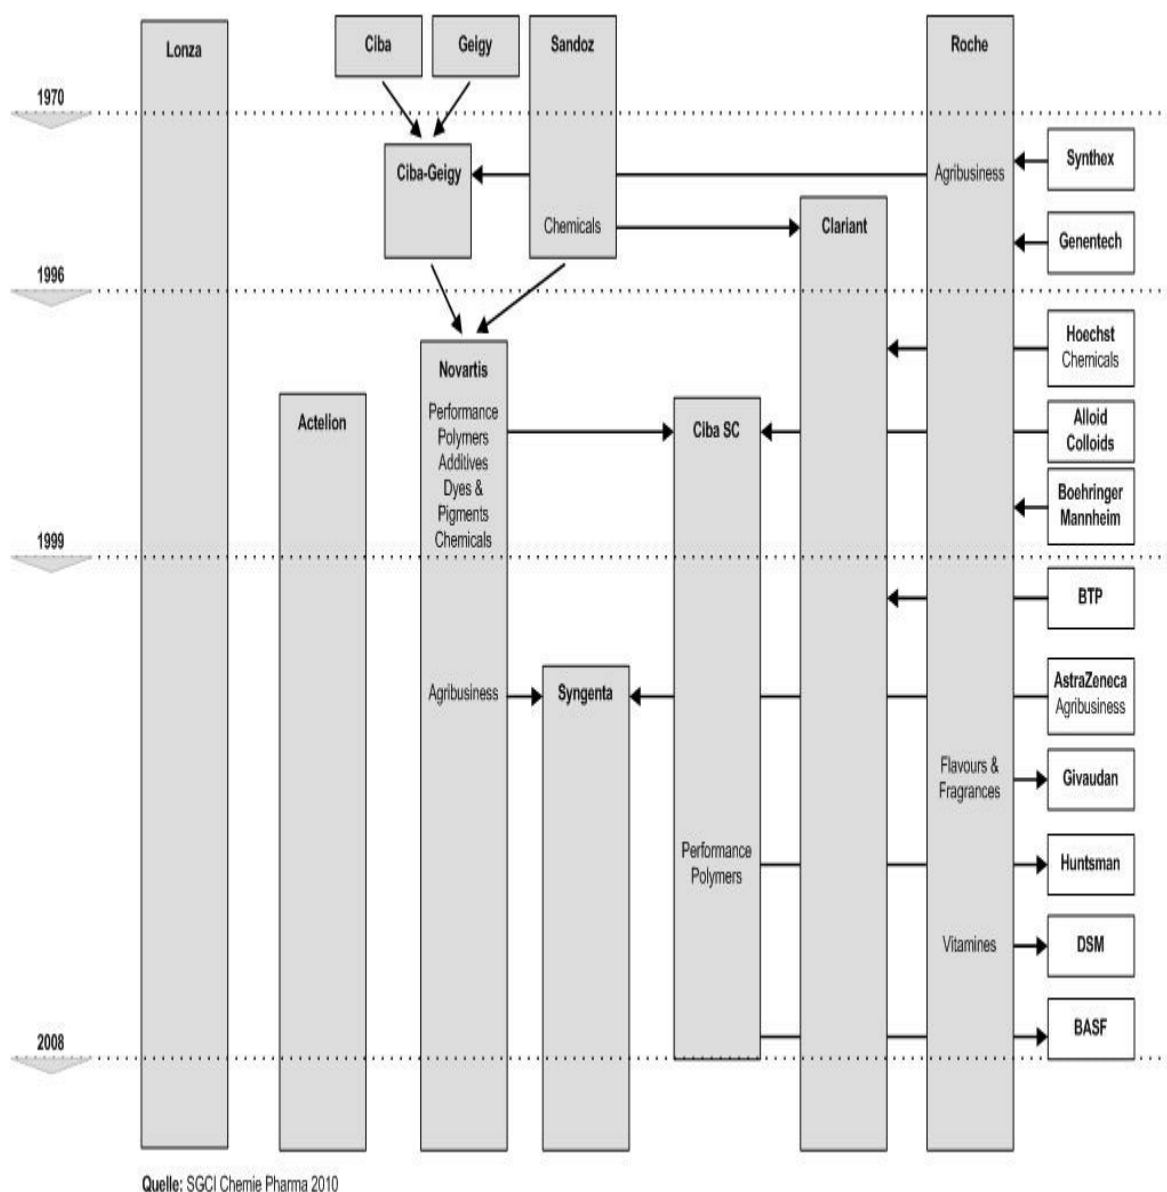 Lonza
Ciba
Geigy
Sandoz
Roche
1970
Synthex
Ciba-Geigy
Agribusiness
Chemicals
Clariant
Genentech
1996
Hoechst
Chemicals
Novartis
Performance
Polymers
Additives
Dyes &
Pigments
Chemicals
Actelion
Ciba SC
Alloid
Colloids
Boehringer
Mannheim
1999
BTP
Agribusiness
Syngenta
AstraZeneca
Agribusiness
Flavours &
Fragrances
Givaudan
Performance
Polymers
Huntsman
Vitamines
DSM
BASF
2008
Quelle: SGCI Chemie Pharma 2010